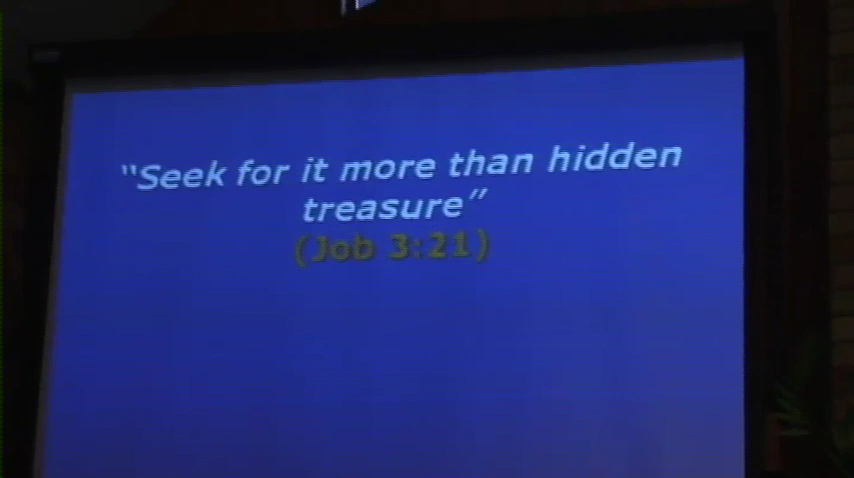 “Seek for it more than hidden
treasure”
(Job 3:21)